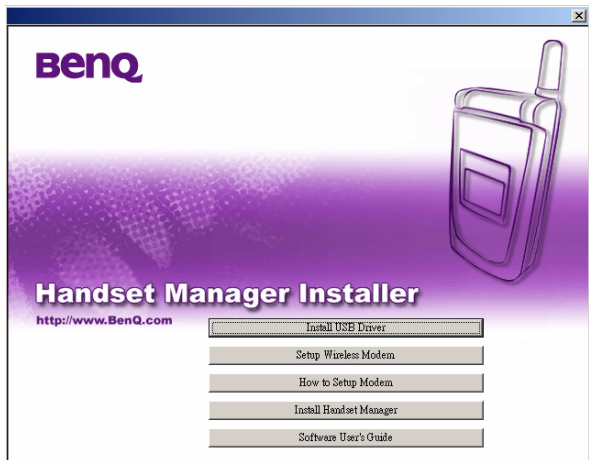 BenQ
Handset Manager Installer
http://www.BenQ.com
Install USB Driver
Setup Wireless Modem
How to Setup Modem
Install Handset Manager
Software User's Guide